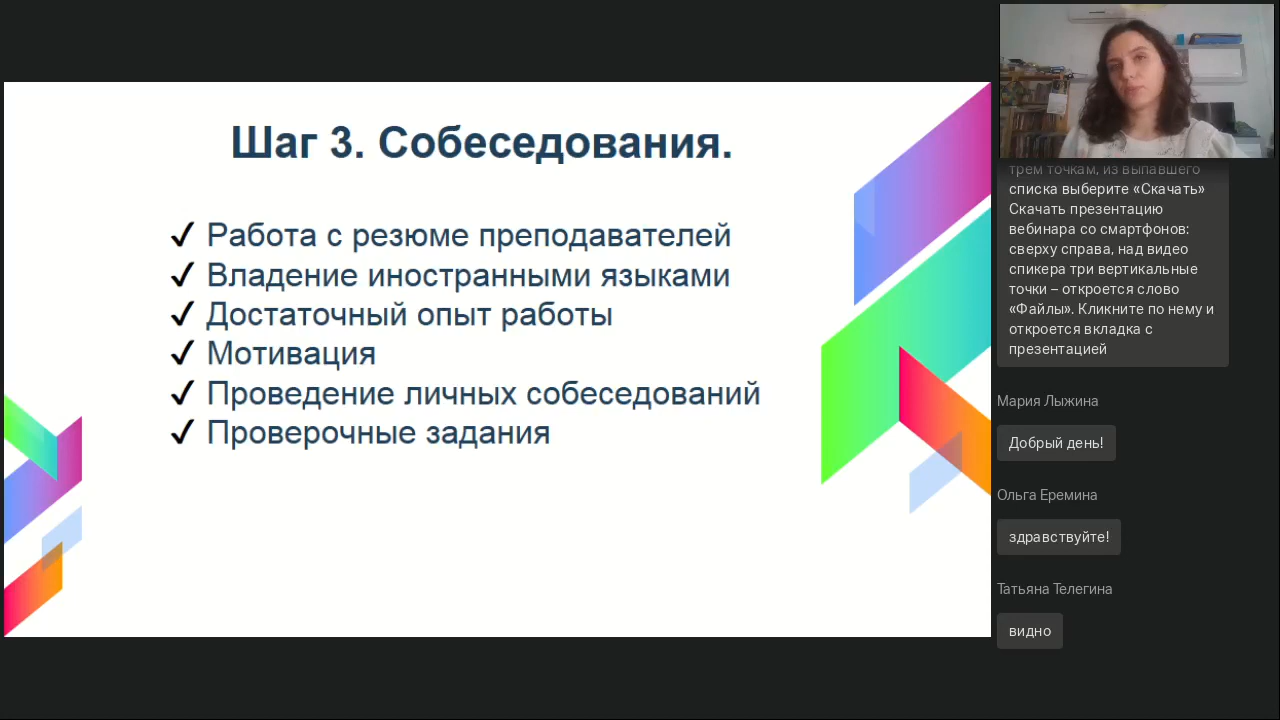 Шаг 3. Собеседования.
✓ Работа с резюме преподавателей
✓ Владение иностранными языками
✓ Достаточный опыт работы
✓ Мотивация
✓ Проведение личных собеседований
✓ Проверочные задания
трем точкам, из выпавшего
списка выберите «Скачать»
Скачать презентацию
вебинара со смартфонов:
сверху справа, над видео
спикера три вертикальные
точки – откроется слово
«Файлы». Кликните по нему и
откроется вкладка с
презентацией
Мария Лыжина
Добрый день!
Ольга Еремина
здравствуйте!
Татьяна Телегина
видно